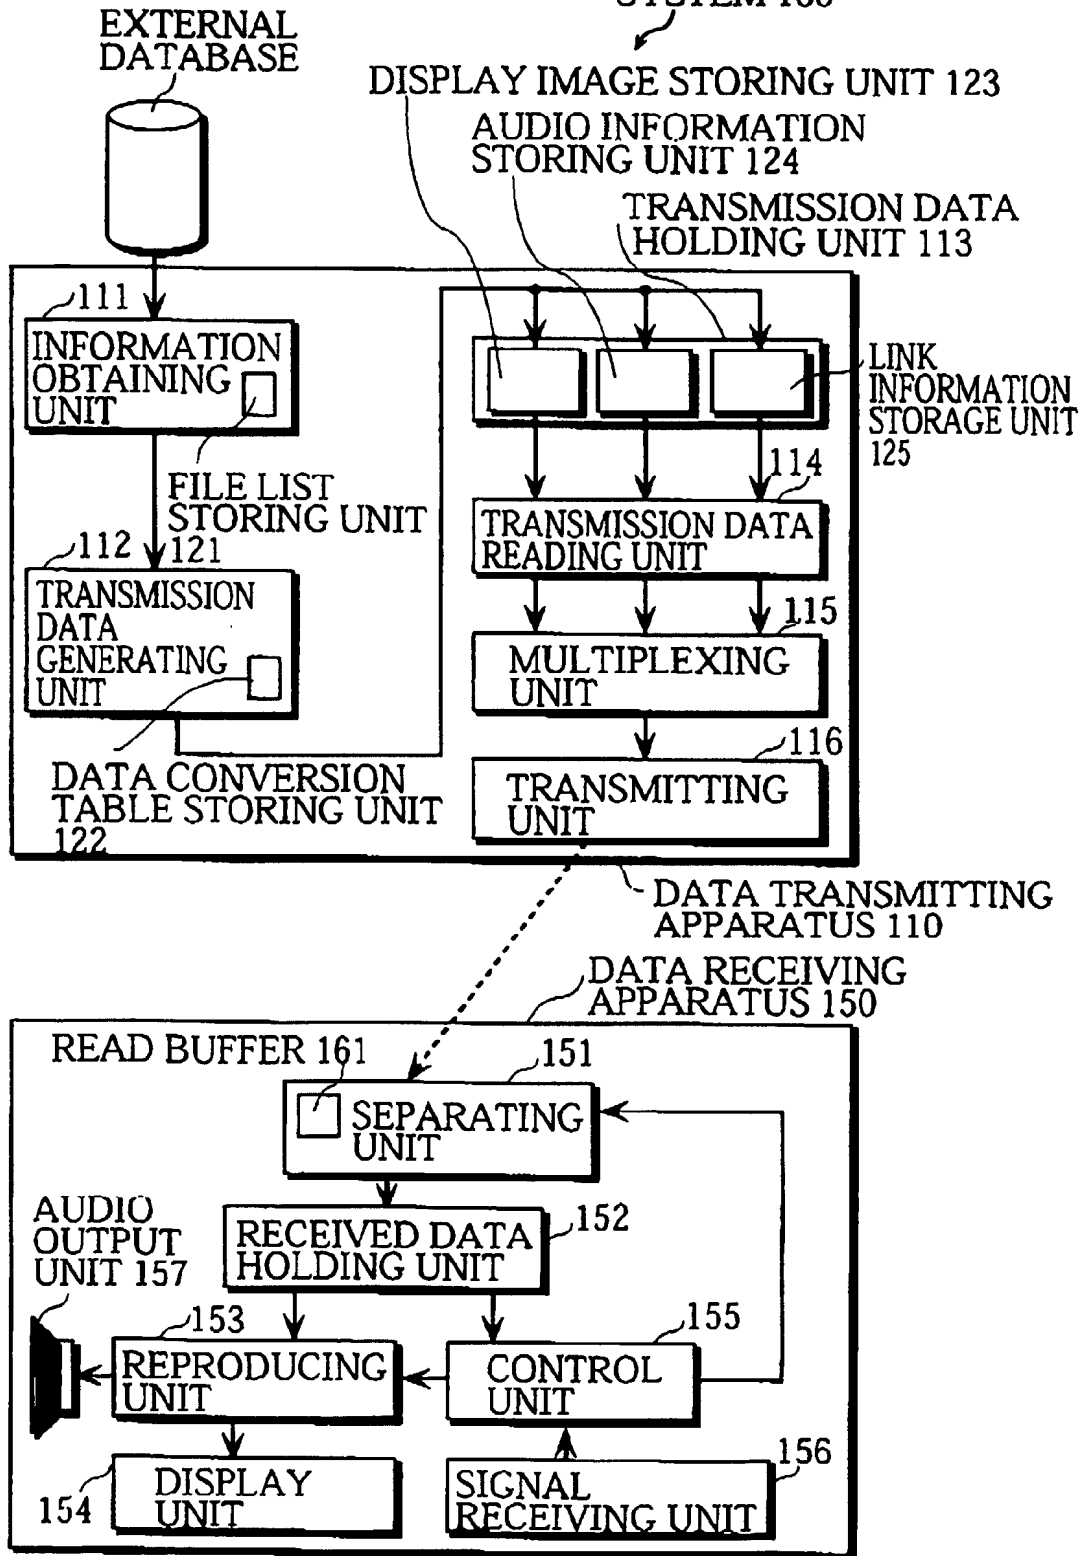 EXTERNAL
DATABASE
DISPLAY IMAGE STORING UNIT 123
AUDIO INFORMATION
STORING UNIT 124
TRANSMISSION DATA
HOLDING UNIT 113
111
INFORMATION
OBTAINING
UNIT
LINK
INFORMATION
STORAGE UNIT
125
FILE LIST
STORING UNIT
121
114
TRANSMISSION DATA
READING UNIT
112
TRANSMISSION
DATA
GENERATING
UNIT
115
MULTIPLEXING
UNIT
DATA CONVERSION
TABLE STORING UNIT
122
116
TRANSMITTING
UNIT
DATA TRANSMITTING
APPARATUS 110
DATA RECEIVING
APPARATUS 150
READ BUFFER 161
151
SEPARATING
UNIT
AUDIO
OUTPUT
UNIT 157
RECEIVED DATA
HOLDING UNIT
152
153
REPRODUCING
UNIT
155
CONTROL
UNIT
154
DISPLAY
UNIT
156
SIGNAL
RECEIVING UNIT